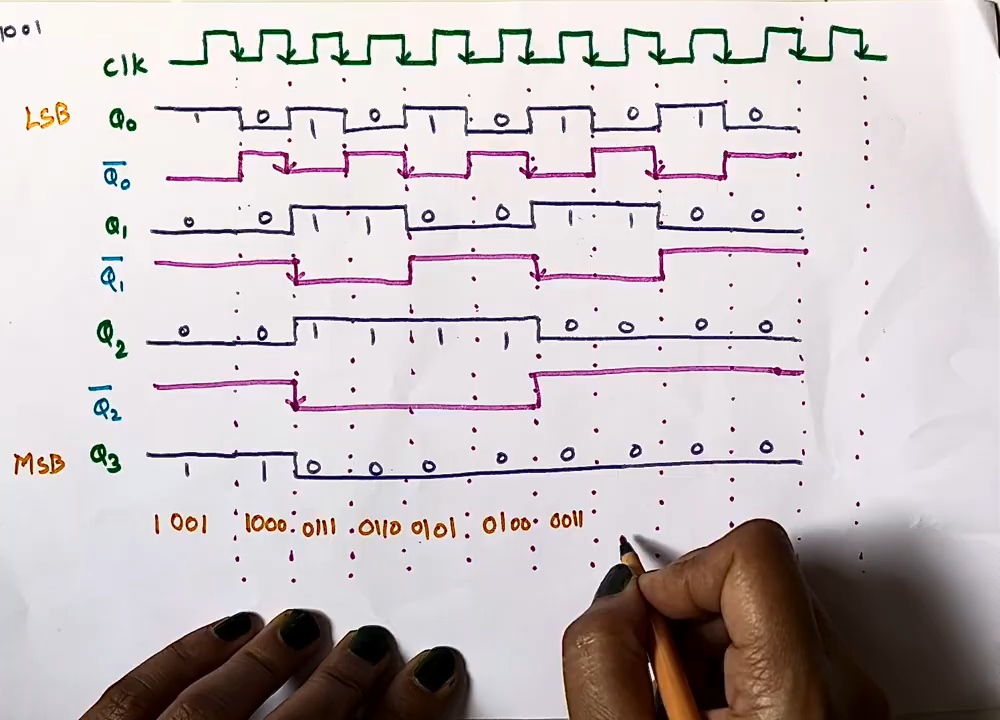 1001
clk
LSB Q0 1 0 1 0 1 0 1 0 1 0
Q̅0
Q1 0 0 1 1 0 0 1 1 0 0
Q̅1
Q2 0 0 1 1 1 1 0 0 0 0
Q̅2
MSB Q3 1 1 0 0 0 0 0 0 0 0
1001 1000 0111 0110 0101 0100 0011